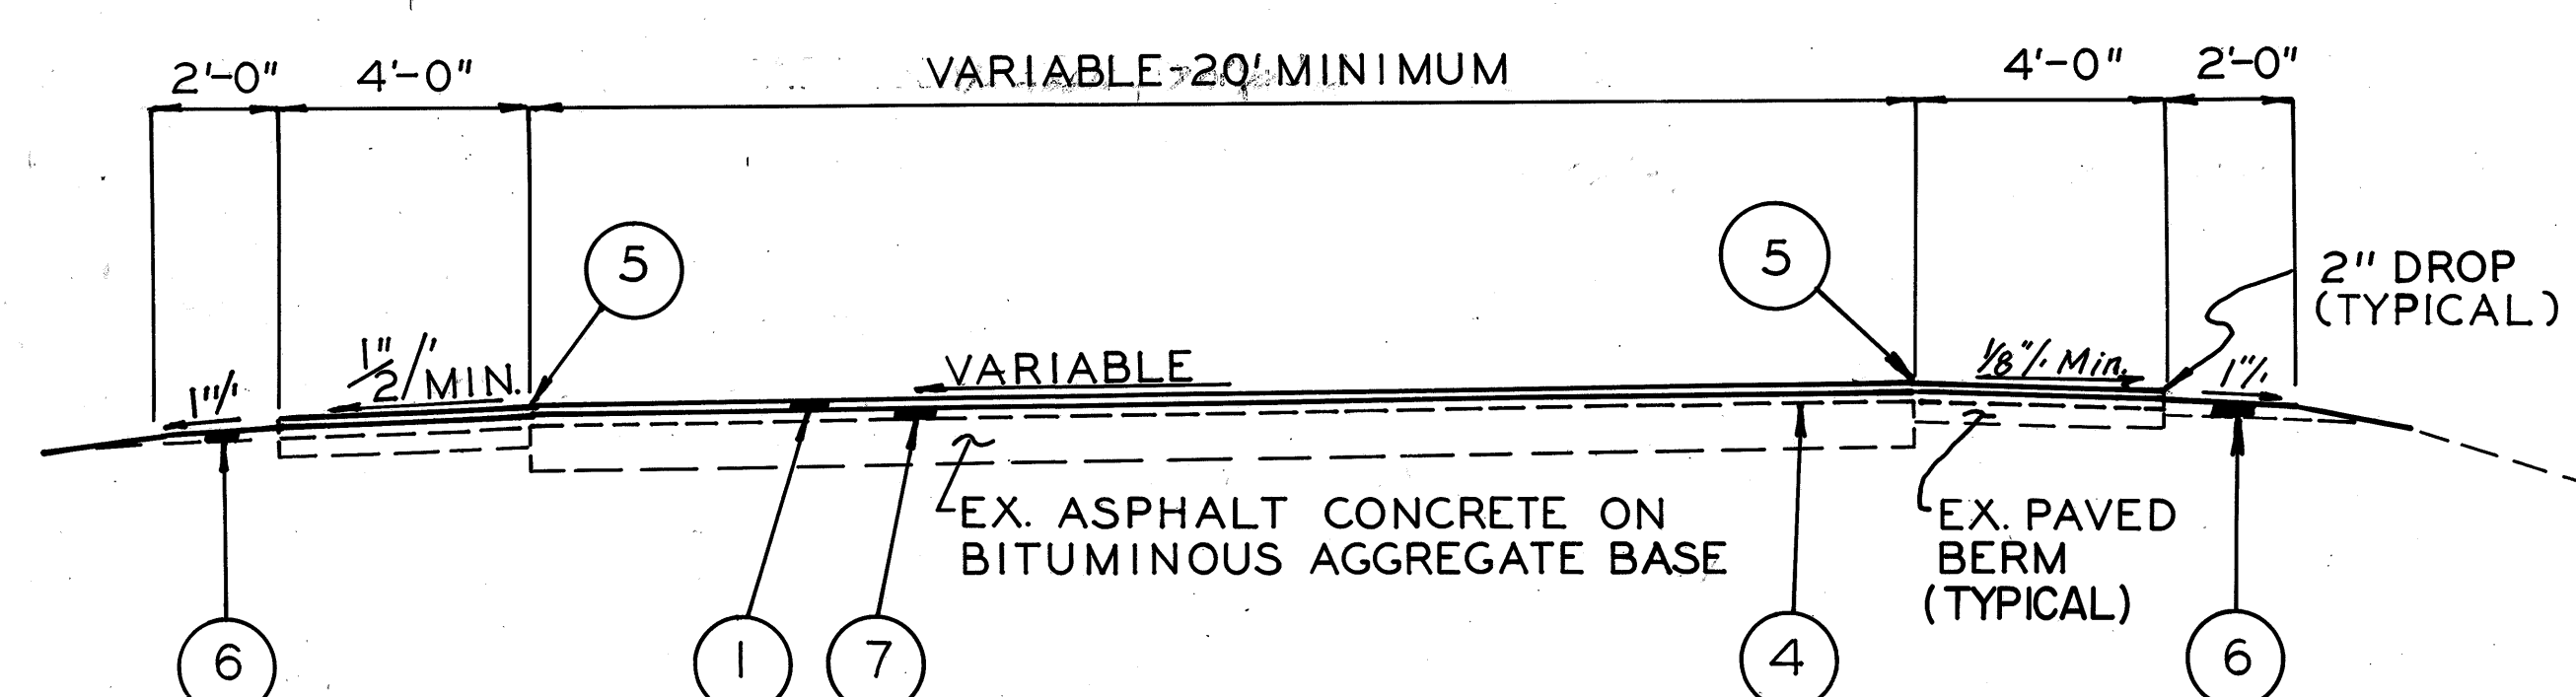 2'-0" 4'-0" VARIABLE-20' MINIMUM 4'-0" 2'-0"
5 5
2" DROP
(TYPICAL)
1"/' 1/2"/' MIN. VARIABLE 1/8"/' Min. 1"/'
EX. ASPHALT CONCRETE ON
BITUMINOUS AGGREGATE BASE
EX. PAVED
BERM
(TYPICAL)
6 1 7 4 6